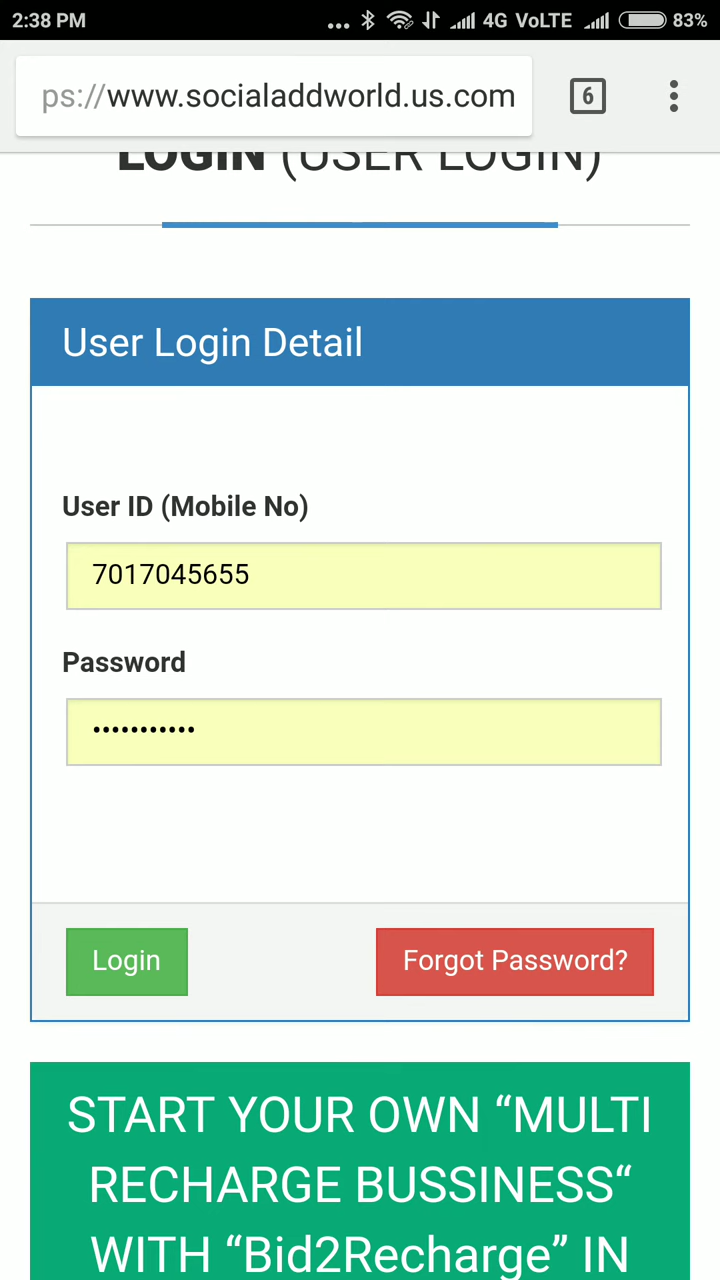 2:38 PM ... 4G VoLTE 83%
ps://www.socialaddworld.us.com 6
LOGIN (USER LOGIN)
User Login Detail
User ID (Mobile No)
7017045655
Password
•••••••••••
Login Forgot Password?
START YOUR OWN “MULTI
RECHARGE BUSSINESS“
WITH “Bid2Recharge” IN